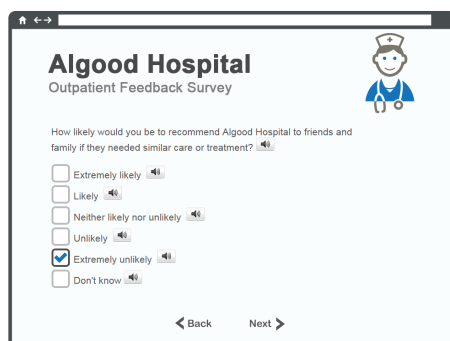 Algood Hospital
Outpatient Feedback Survey
How likely would you be to recommend Algood Hospital to friends and
family if they needed similar care or treatment?
Extremely likely
Likely
Neither likely nor unlikely
Unlikely
Extremely unlikely
Don't know
Back Next